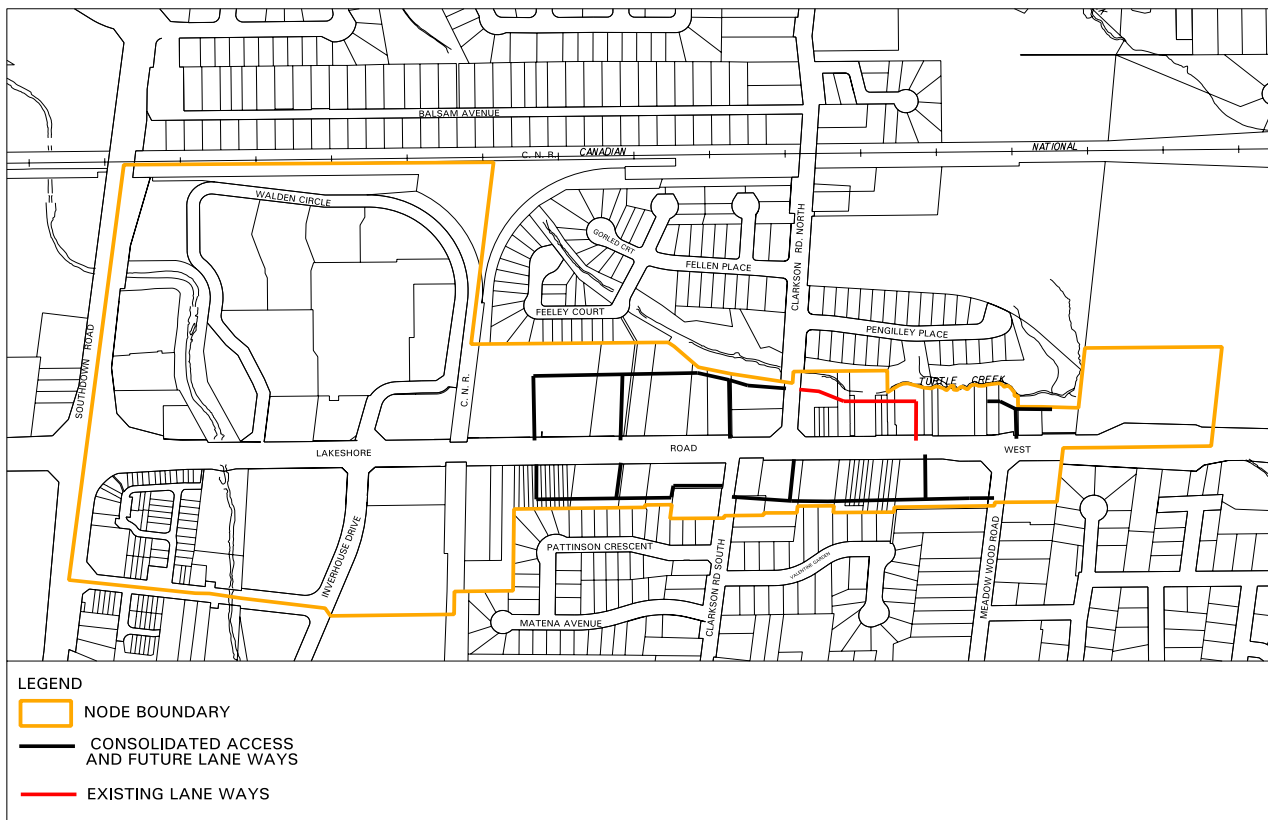 BALSAM AVENUE
C. N. R.
CANADIAN
NATIONAL
WALDEN CIRCLE
GORLED CRT
CLARKSON RD. NORTH
FELLEN PLACE
FEELEY COURT
PENGILLEY PLACE
SOUTHDOWN ROAD
C. N. R.
TURTLE CREEK
LAKESHORE
ROAD
WEST
INVERHOUSE DRIVE
PATTINSON CRESCENT
VALENTINE GARDEN
CLARKSON RD SOUTH
MEADOW WOOD ROAD
MATENA AVENUE
LEGEND
NODE BOUNDARY
CONSOLIDATED ACCESS
AND FUTURE LANE WAYS
EXISTING LANE WAYS